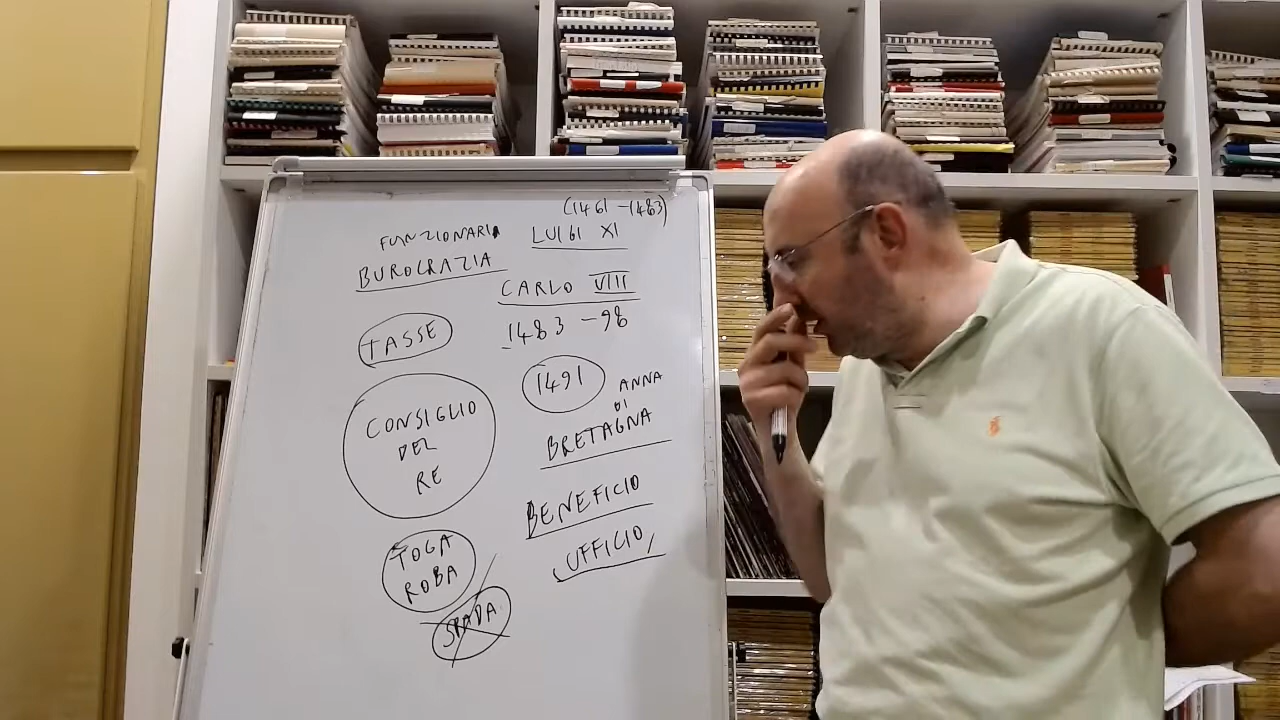 (1461 - 1483)
FUNZIONARI
LUIGI XI
BUROCRAZIA
CARLO VIII
1483 - 98
TASSE
1491
ANNA
DI
BRETAGNA
CONSIGLIO
DEL
RE
BENEFICIO
UFFICIO
TOGA
ROBA
SPADA